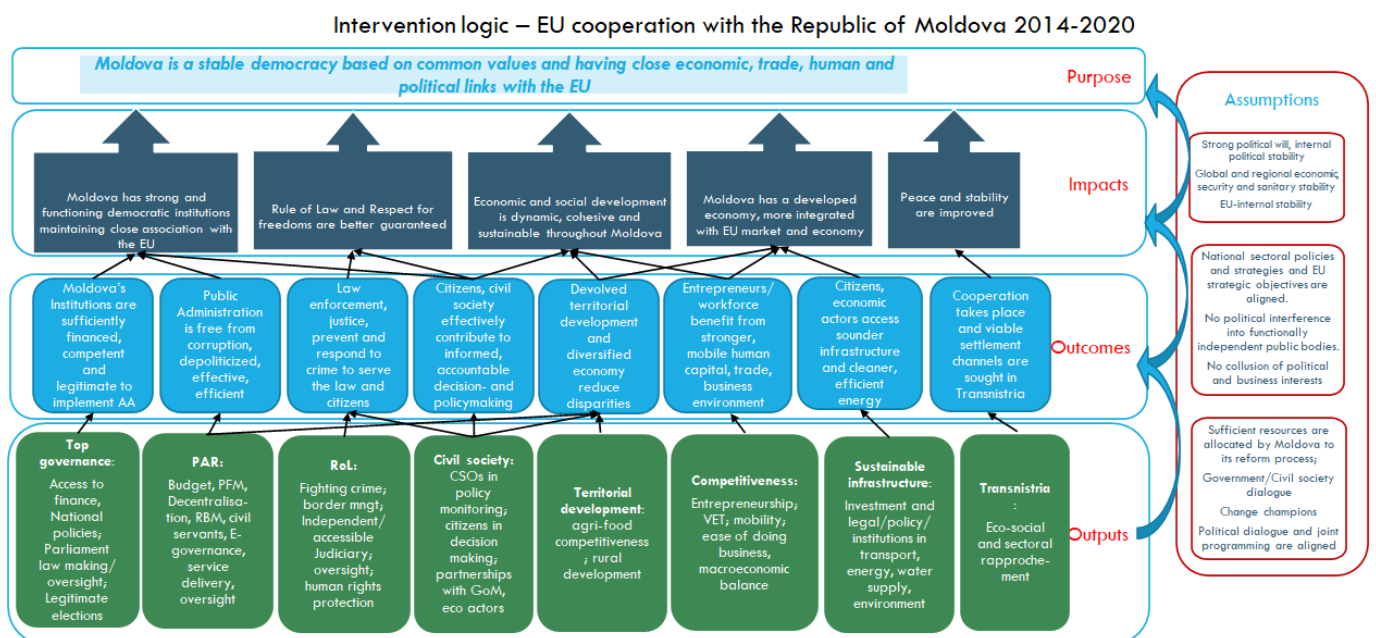 Intervention logic – EU cooperation with the Republic of Moldova 2014-2020
Moldova is a stable democracy based on common values and having close economic, trade, human and
political links with the EU
Purpose
Assumptions
Strong political will, internal
political stability
Global and regional economic,
security and sanitary stability
EU-internal stability
Moldova has strong and
functioning democratic institutions
maintaining close association with
the EU
Rule of Law and Respect for
freedoms are better guaranteed
Economic and social development
is dynamic, cohesive and
sustainable throughout Moldova
Moldova has a developed
economy, more integrated
with EU market and economy
Peace and stability
are improved
Impacts
National sectoral policies
and strategies and EU
strategic objectives are
aligned.
No political interference
into functionally
independent public bodies.
No collusion of political
and business interests
Moldova's
Institutions are
sufficiently
financed,
competent
and
legitimate to
implement AA
Public
Administration
is free from
corruption,
depoliticized,
effective,
efficient
Law
enforcement,
justice,
prevent and
respond to
crime to serve
the law and
citizens
Citizens, civil
society
effectively
contribute to
informed,
accountable
decision- and
policymaking
Devolved
territorial
development
and
diversified
economy
reduce
disparities
Entrepreneurs/
workforce
benefit from
stronger,
mobile human
capital, trade,
business
environment
Citizens,
economic
actors access
sounder
infrastructure
and cleaner,
efficient
energy
Cooperation
takes place
and viable
settlement
channels are
sought in
Transnistria
Outcomes
Sufficient resources are
allocated by Moldova to
its reform process;
Government/Civil society
dialogue
Change champions
Political dialogue and joint
programming are aligned
Top
governance:
Access to
finance,
National
policies;
Parliament
law making/
oversight;
Legitimate
elections
PAR:
Budget, PFM,
Decentralisa-
tion, RBM, civil
servants, E-
governance,
service
delivery,
oversight
RoL:
Fighting crime;
border mngt;
Independent/
accessible
Judiciary;
oversight;
human rights
protection
Civil society:
CSOs in
policy
monitoring;
citizens in
decision
making;
partnerships
with GoM,
eco actors
Territorial
development:
agri-food
competitiveness
; rural
development
Competitiveness:
Entrepreneurship;
VET; mobility;
ease of doing
business,
macroeconomic
balance
Sustainable
infrastructure:
Investment and
legal/policy/
institutions in
transport,
energy, water
supply,
environment
Transnistria
:
Eco-social
and sectoral
rapproche-
ment
Outputs